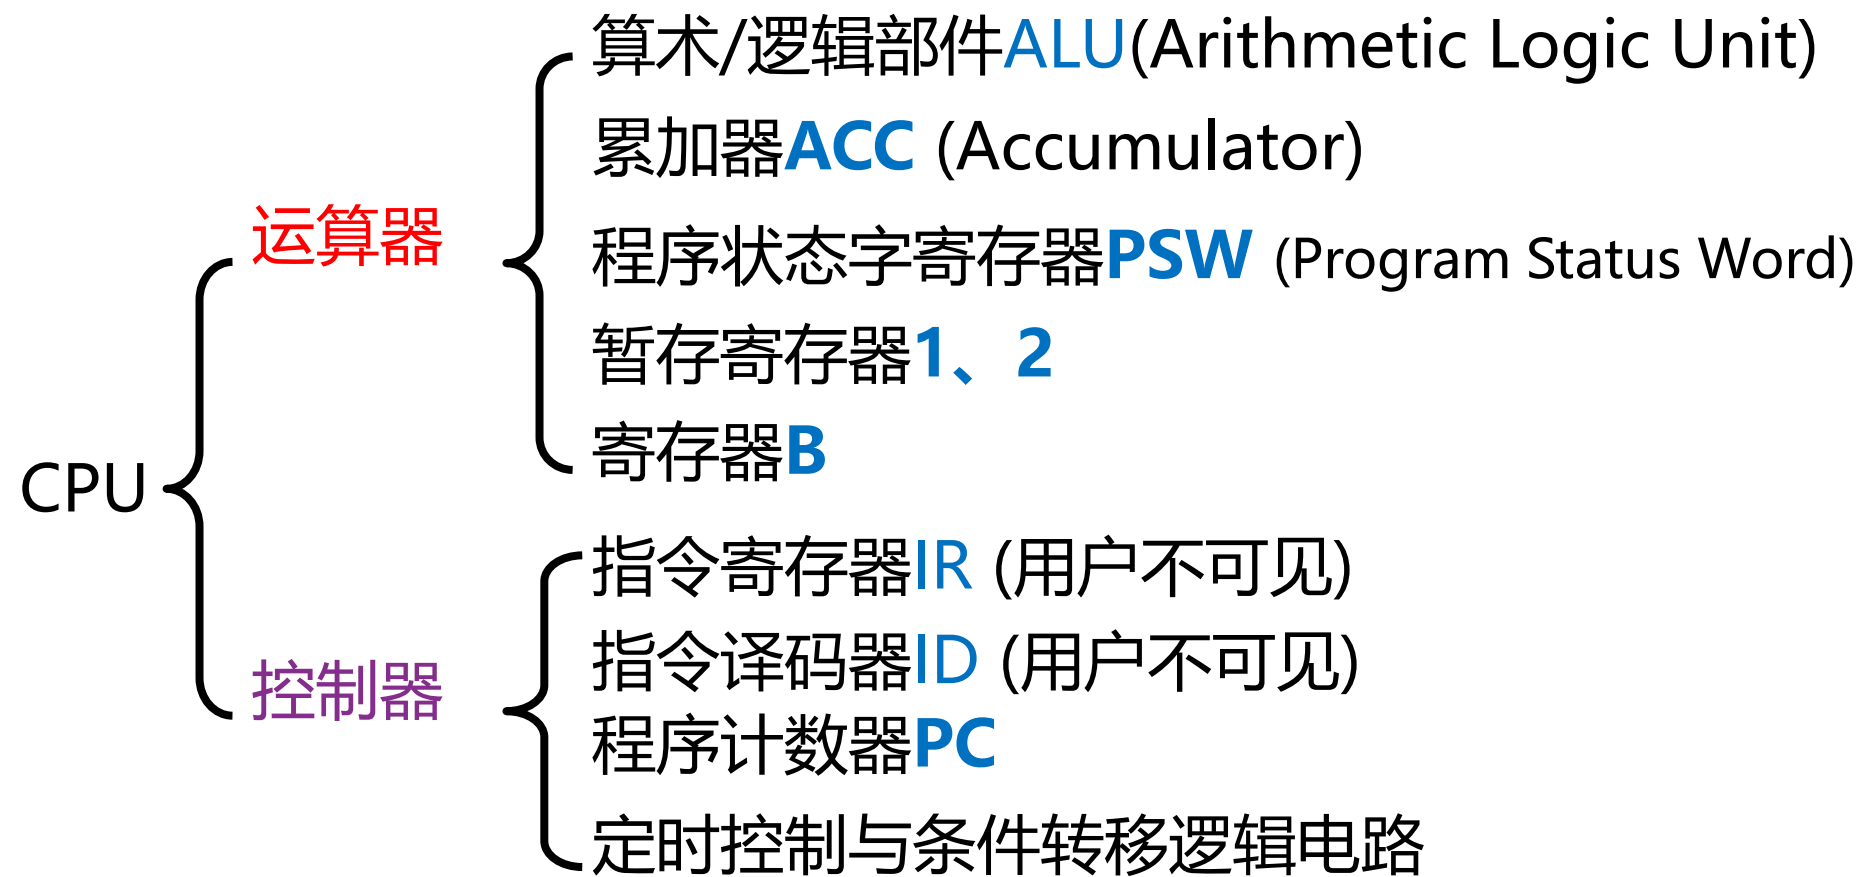 算术/逻辑部件ALU(Arithmetic Logic Unit)
累加器ACC (Accumulator)
运算器
程序状态字寄存器PSW (Program Status Word)
暂存寄存器1、2
寄存器B
CPU
指令寄存器IR (用户不可见)
指令译码器ID (用户不可见)
控制器
程序计数器PC
定时控制与条件转移逻辑电路